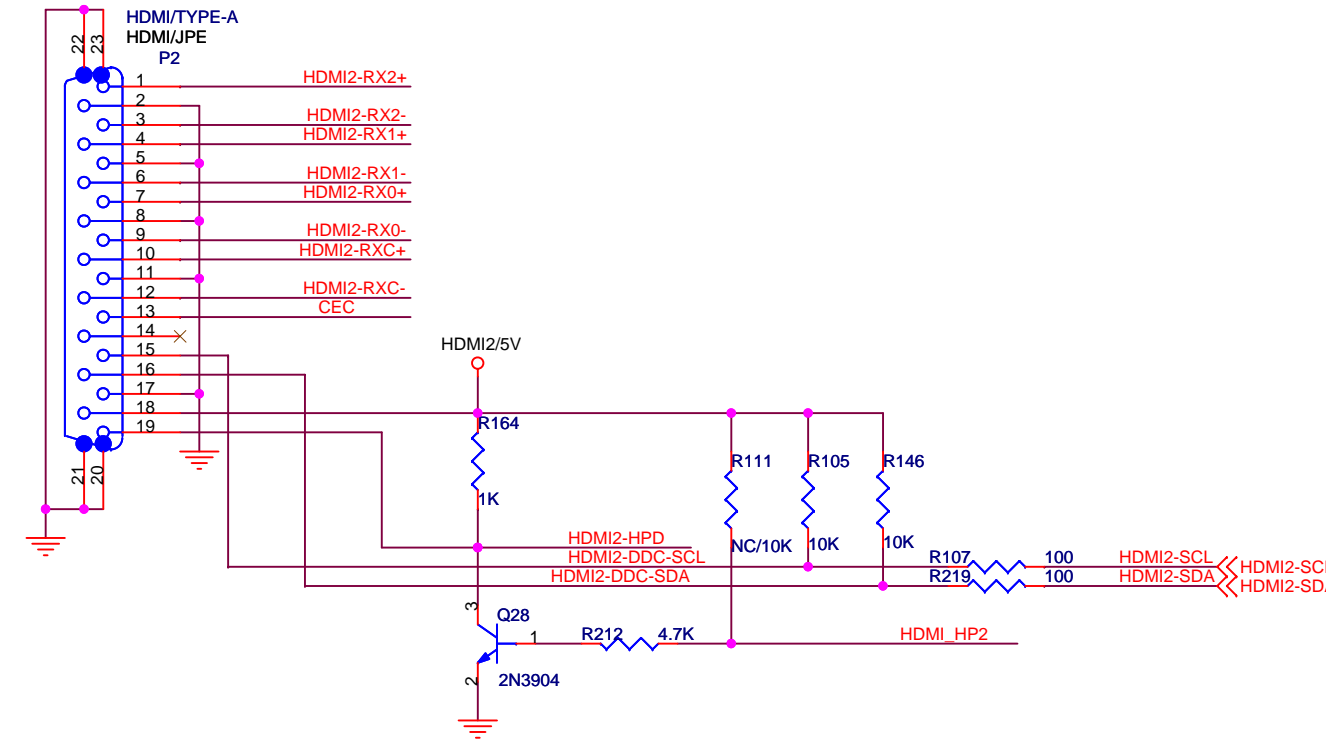 HDMI/TYPE-A
HDMI/JPE
P2
22
23
1
HDMI2-RX2+
2
3
HDMI2-RX2-
4
HDMI2-RX1+
5
6
HDMI2-RX1-
7
HDMI2-RX0+
8
9
HDMI2-RX0-
10
HDMI2-RXC+
11
12
HDMI2-RXC-
13
CEC
14
15
16
17
18
19
21
20
HDMI2/5V
R164
1K
R111
NC/10K
R105
10K
R146
10K
HDMI2-HPD
HDMI2-DDC-SCL
R107
100
HDMI2-SCL
HDMI2-SCL
HDMI2-DDC-SDA
R219
100
HDMI2-SDA
HDMI2-SDA
3
Q28
1
R212
4.7K
HDMI_HP2
2
2N3904